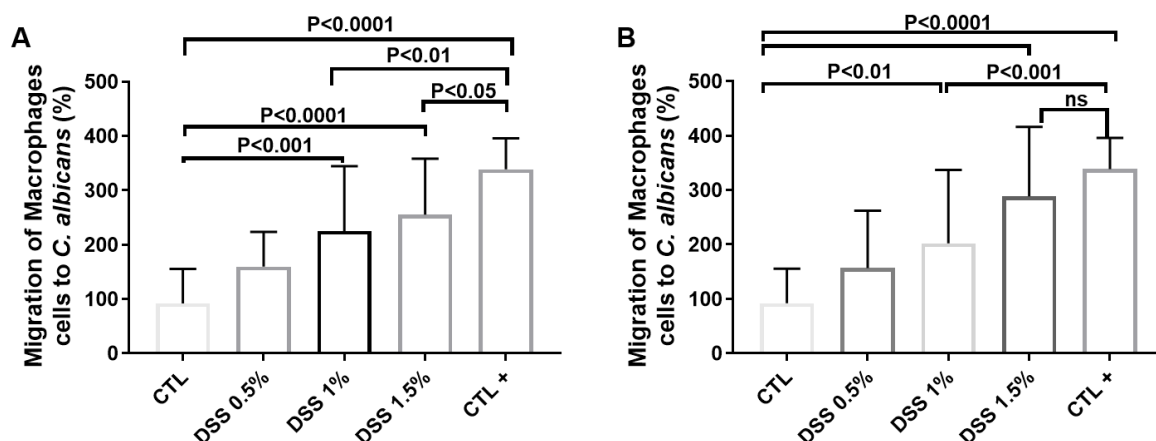 A
P<0.0001
P<0.01
P<0.05
P<0.0001
P<0.001
Migration of Macrophages
cells to C. albicans (%)
500
400
300
200
100
0
CTL
DSS 0.5%
DSS 1%
DSS 1.5%
CTL +
B
P<0.0001
P<0.01
P<0.001
ns
Migration of Macrophages
cells to C. albicans (%)
500
400
300
200
100
0
CTL
DSS 0.5%
DSS 1%
DSS 1.5%
CTL +